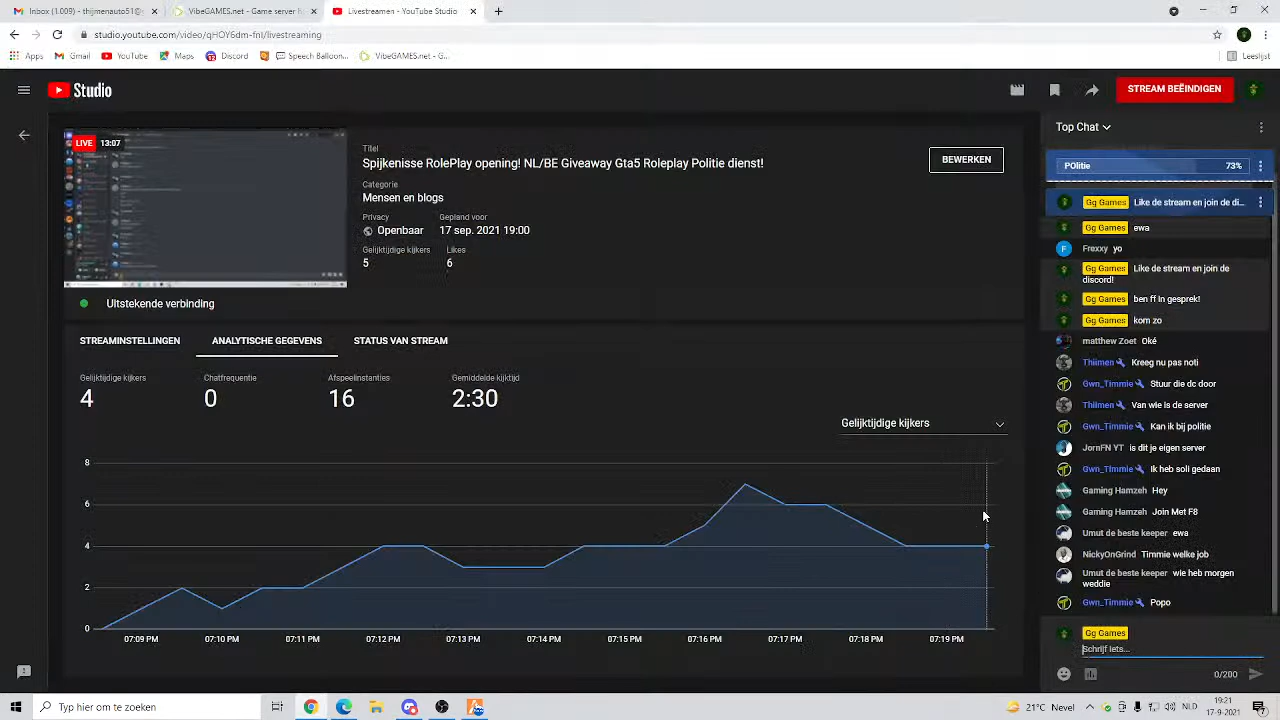 Inbox (1.009) - thijmenauto51@
VibeGAMES.net - Game server h
Livestreamen - YouTube Studio
studio.youtube.com/video/qHOY6dm-fnI/livestreaming
Apps
Gmail
YouTube
Maps
Discord
Speech Balloon...
VibeGAMES.net - G...
Leeslijst
Studio
STREAM BEËINDIGEN
LIVE 13:07
Titel
Spijkenisse RolePlay opening! NL/BE Giveaway Gta5 Roleplay Politie dienst!
BEWERKEN
Categorie
Mensen en blogs
Privacy
Gepland voor
Openbaar
17 sep. 2021 19:00
Gelijktijdige kijkers
Likes
5
6
Uitstekende verbinding
STREAMINSTELLINGEN
ANALYTISCHE GEGEVENS
STATUS VAN STREAM
Gelijktijdige kijkers
Chatfrequentie
Afspeelinstanties
Gemiddelde kijktijd
4
0
16
2:30
Gelijktijdige kijkers
8
6
4
2
0
07:09 PM
07:10 PM
07:11 PM
07:12 PM
07:13 PM
07:14 PM
07:15 PM
07:16 PM
07:17 PM
07:18 PM
07:19 PM
Top Chat
POlitie 73%
Gg Games Like de stream en join de di...
Gg Games ewa
Frexxy yo
Gg Games Like de stream en join de
discord!
Gg Games ben ff in gesprek!
Gg Games kom zo
matthew Zoet Oké
Thijmen Kreeg nu pas noti
Gwn_Timmie Stuur die dc door
Thijmen Van wie is de server
Gwn_Timmie Kan ik bij politie
JornFN YT is dit je eigen server
Gwn_Timmie Ik heb soli gedaan
Gaming Hamzeh Hey
Gaming Hamzeh Join Met F8
Umut de beste keeper ewa
NickyOnGrind Timmie welke job
Umut de beste keeper wie heb morgen
weddie
Gwn_Timmie Popo
Gg Games
Schrijf iets...
0/200
Typ hier om te zoeken
21°C Nevel
NLD
19:21
17-9-2021